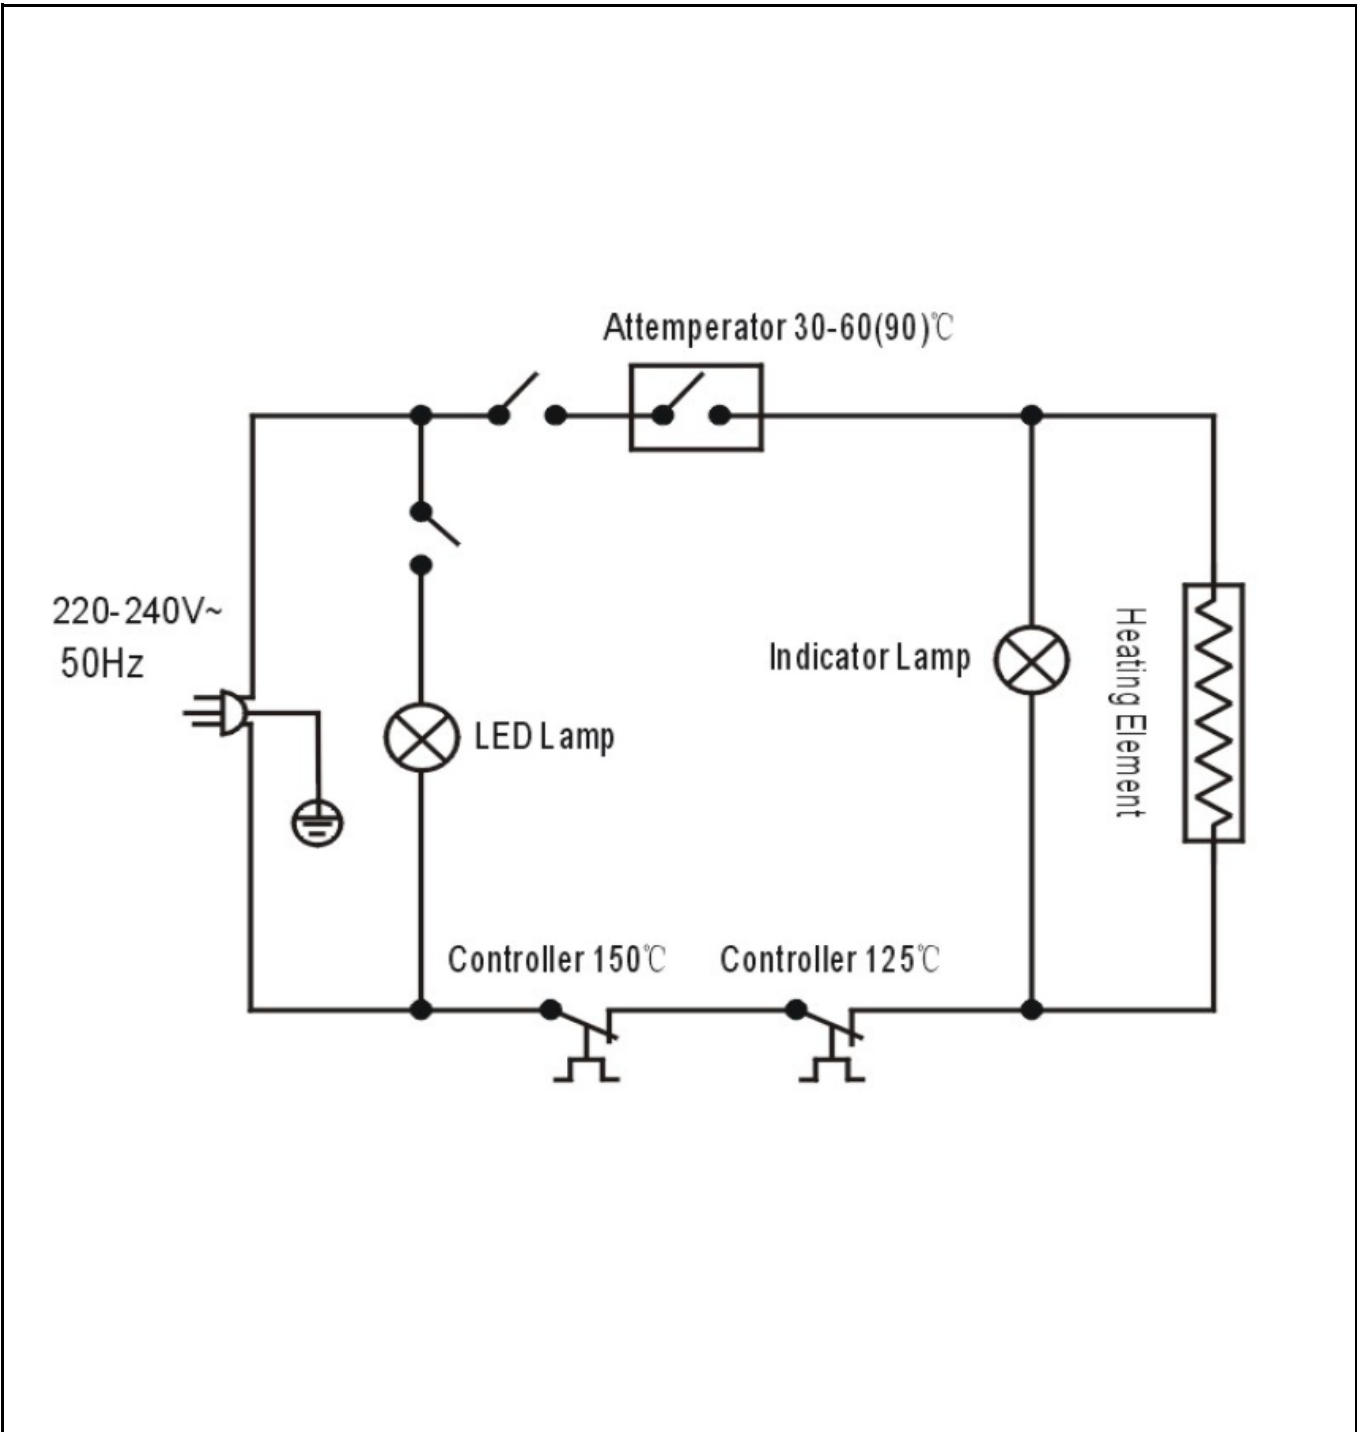 Attemperator 30-60(90)℃
220-240V~
50Hz
Indicator Lamp
Heating Element
LED Lamp
Controller 150℃
Controller 125℃